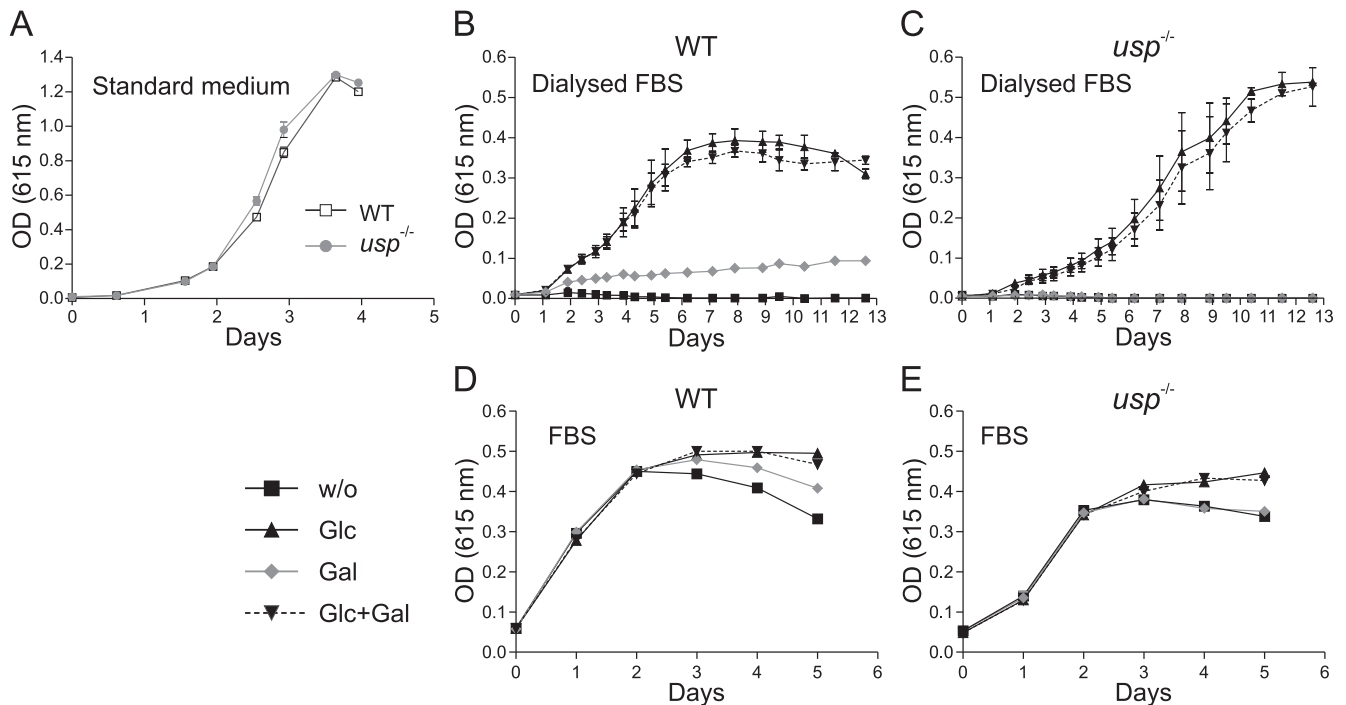 A
Standard medium
OD (615 nm)
1.4
1.2
1.0
0.8
0.6
0.4
0.2
0.0
0 1 2 3 4 5
Days
WT
usp-/-
B
WT
Dialysed FBS
OD (615 nm)
0.6
0.5
0.4
0.3
0.2
0.1
0.0
0 1 2 3 4 5 6 7 8 9 10 11 12 13
Days
C
usp-/-
Dialysed FBS
OD (615 nm)
0.6
0.5
0.4
0.3
0.2
0.1
0.0
0 1 2 3 4 5 6 7 8 9 10 11 12 13
Days
w/o
Glc
Gal
Glc+Gal
D
WT
FBS
OD (615 nm)
0.6
0.5
0.4
0.3
0.2
0.1
0.0
0 1 2 3 4 5 6
Days
E
usp-/-
FBS
OD (615 nm)
0.6
0.5
0.4
0.3
0.2
0.1
0.0
0 1 2 3 4 5 6
Days